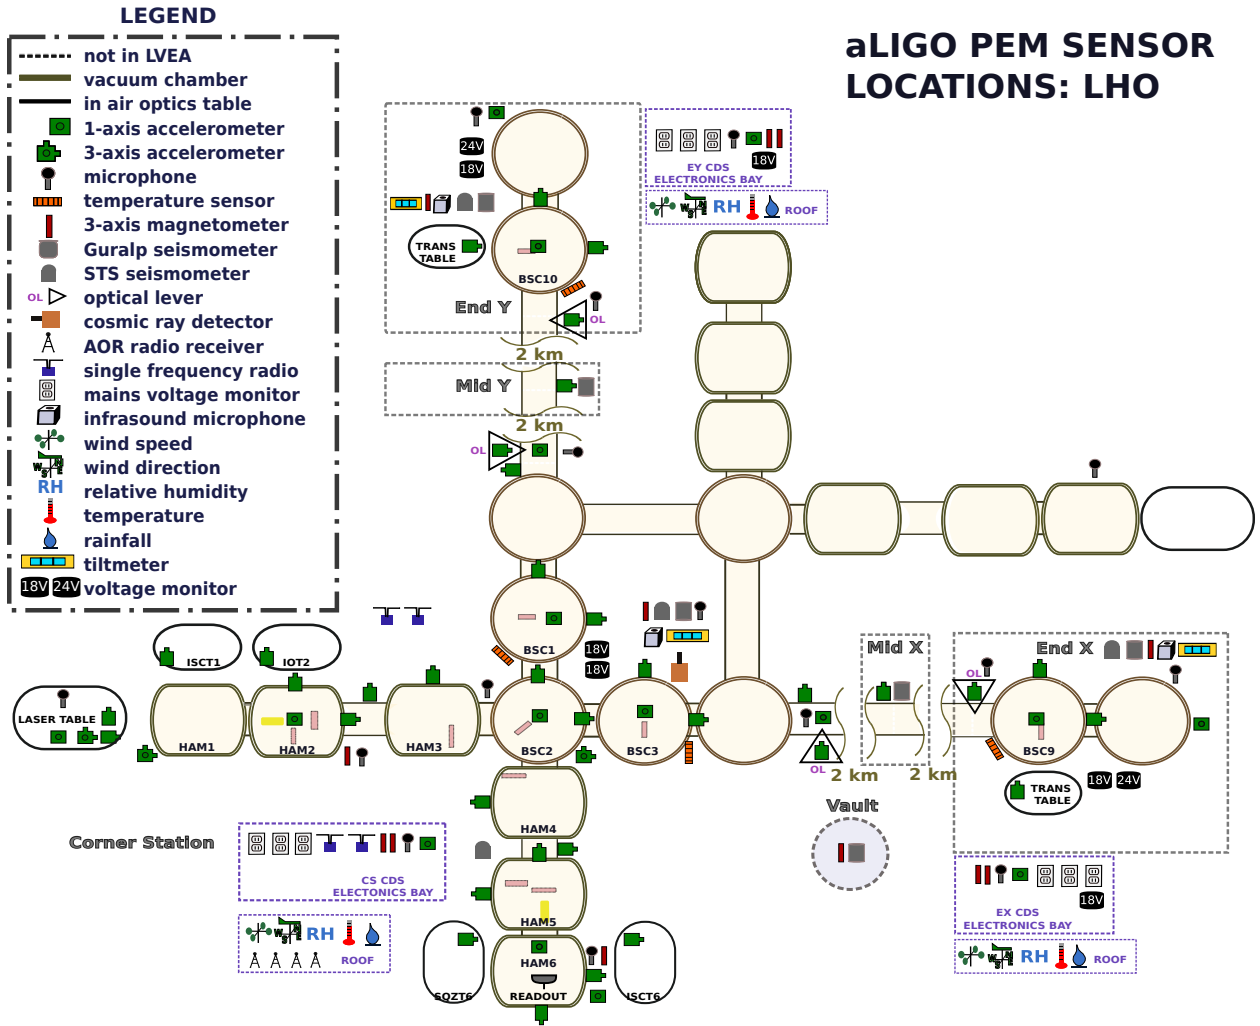 LEGEND
not in LVEA
vacuum chamber
in air optics table
1-axis accelerometer
3-axis accelerometer
microphone
temperature sensor
3-axis magnetometer
Guralp seismometer
STS seismometer
OL optical lever
cosmic ray detector
AOR radio receiver
single frequency radio
mains voltage monitor
infrasound microphone
wind speed
wind direction
RH relative humidity
temperature
rainfall
tiltmeter
18V 24V voltage monitor
aLIGO PEM SENSOR
LOCATIONS: LHO
24V
18V
TRANS
TABLE
BSC10
End Y
OL
2 km
Mid Y
2 km
OL
18V
EY CDS
ELECTRONICS BAY
RH
ROOF
BSC1
18V
18V
ISCT1
IOT2
LASER TABLE
HAM1
HAM2
HAM3
BSC2
BSC3
OL
2 km
Mid X
2 km
End X
OL
BSC9
TRANS
TABLE
18V 24V
Vault
HAM4
HAM5
HAM6
READOUT
SQZT6
ISCT6
Corner Station
CS CDS
ELECTONICS BAY
RH
ROOF
18V
EX CDS
ELECTRONICS BAY
RH
ROOF